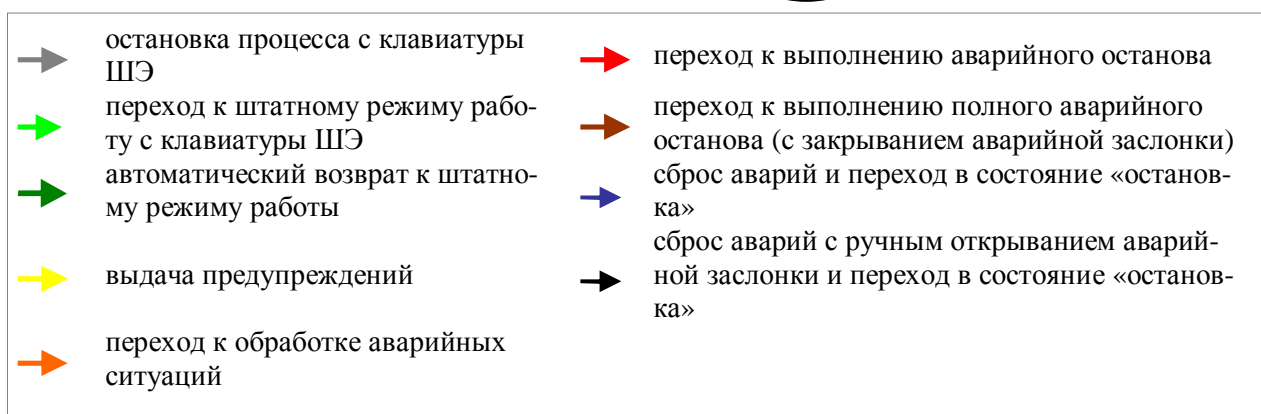 остановка процесса с клавиатуры
ШЭ
переход к штатному режиму рабо-
ту с клавиатуры ШЭ
автоматический возврат к штатно-
му режиму работы
выдача предупреждений
переход к обработке аварийных
ситуаций
переход к выполнению аварийного останова
переход к выполнению полного аварийного
останова (с закрыванием аварийной заслонки)
сброс аварий и переход в состояние «останов-
ка»
сброс аварий с ручным открыванием аварий-
ной заслонки и переход в состояние «останов-
ка»